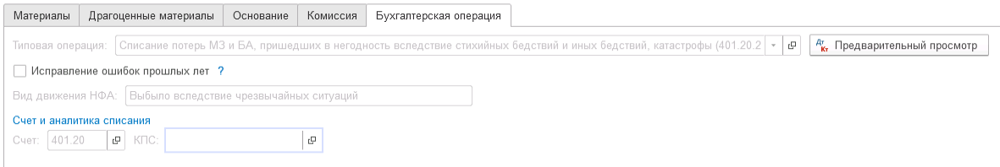 Материалы Драгоценные материалы Основание Комиссия Бухгалтерская операция
Типовая операция: Списание потерь МЗ и БА, пришедших в негодность вследствие стихийных бедствий и иных бедствий, катастрофы (401.20.2 Дт Кт Предварительный просмотр
Исправление ошибок прошлых лет ?
Вид движения НФА: Выбыло вследствие чрезвычайных ситуаций
Счет и аналитика списания
Счет: 401.20 КПС: